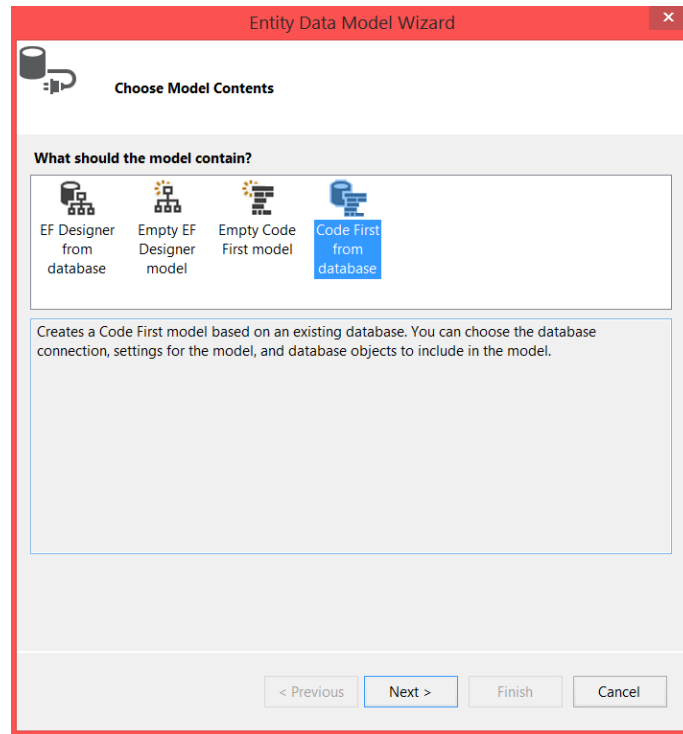 Entity Data Model Wizard
Choose Model Contents
What should the model contain?
EF Designer
from
database
Empty EF
Designer
model
Empty Code
First model
Code First
from
database
Creates a Code First model based on an existing database. You can choose the database
connection, settings for the model, and database objects to include in the model.
< Previous
Next >
Finish
Cancel